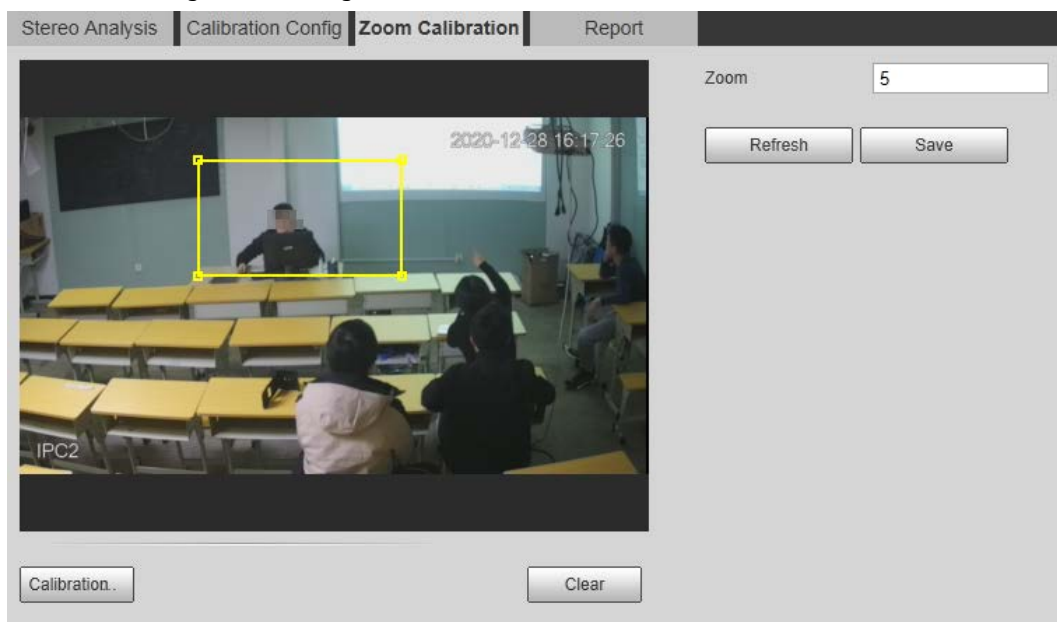 Stereo Analysis Calibration Config Zoom Calibration Report
Zoom 5
2020-12-28 16:17:26
Refresh Save
IPC2
Calibration.. Clear